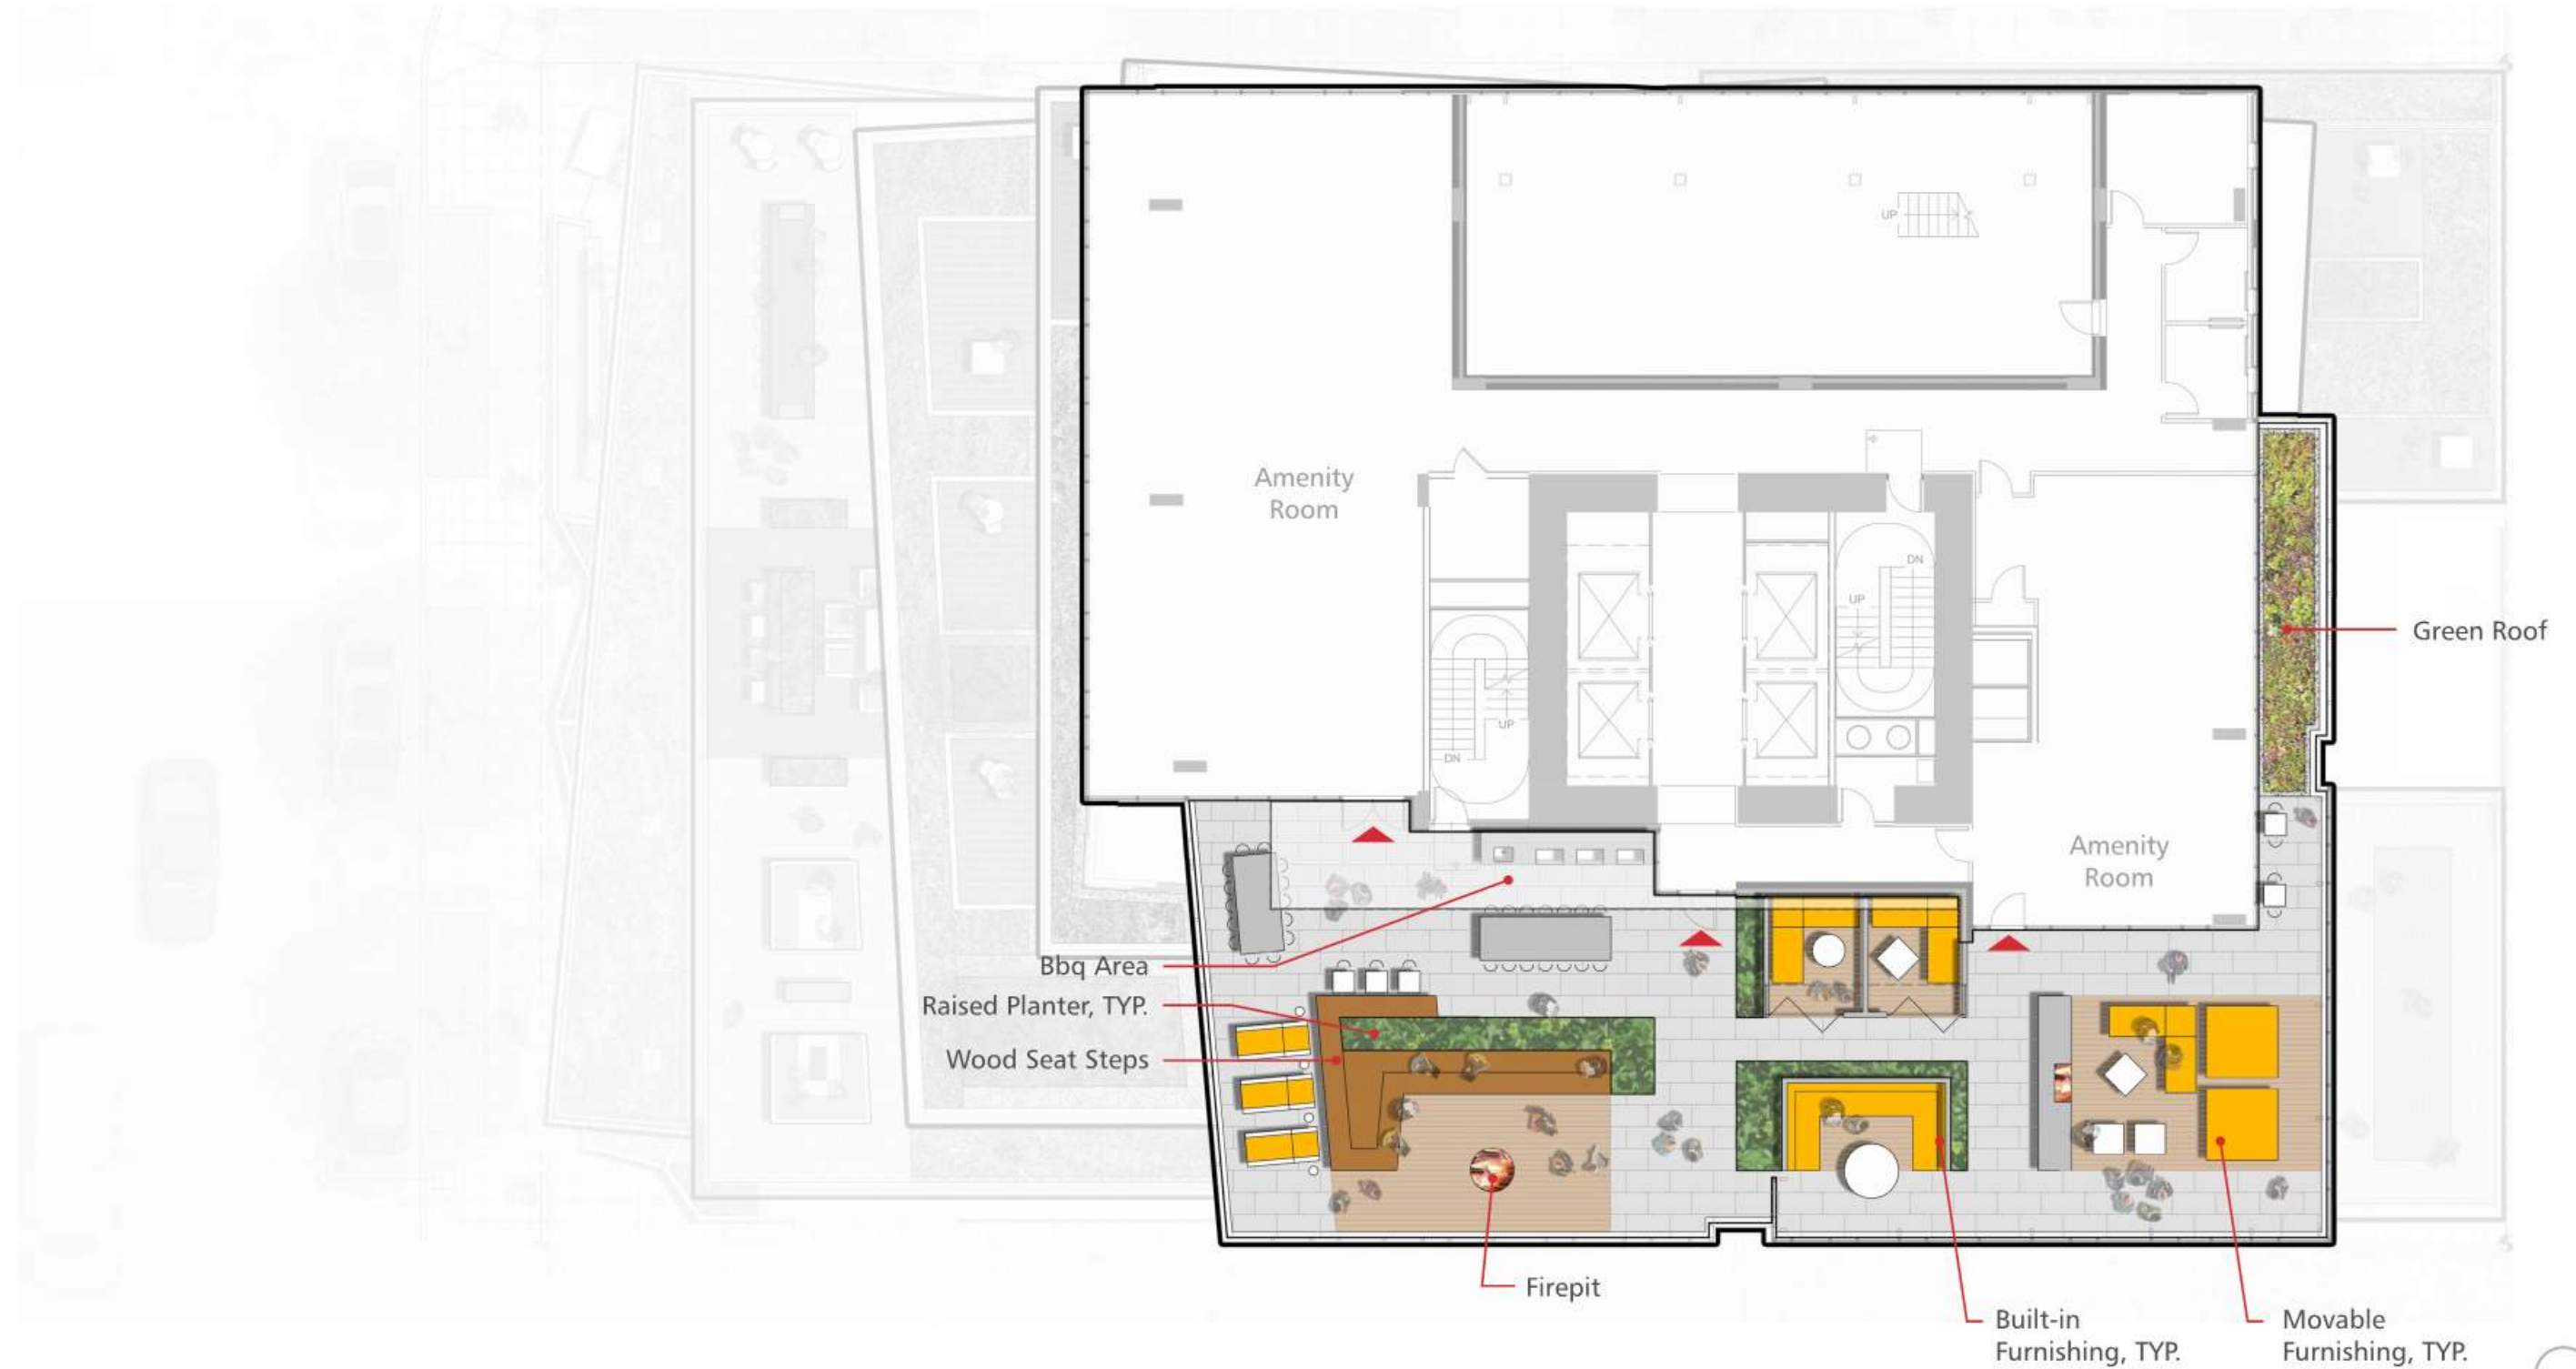 UP
Amenity
Room
DN
UP
UP
DN
Green Roof
Amenity
Room
Bbq Area
Raised Planter, TYP.
Wood Seat Steps
Firepit
Built-in
Furnishing, TYP.
Movable
Furnishing, TYP.